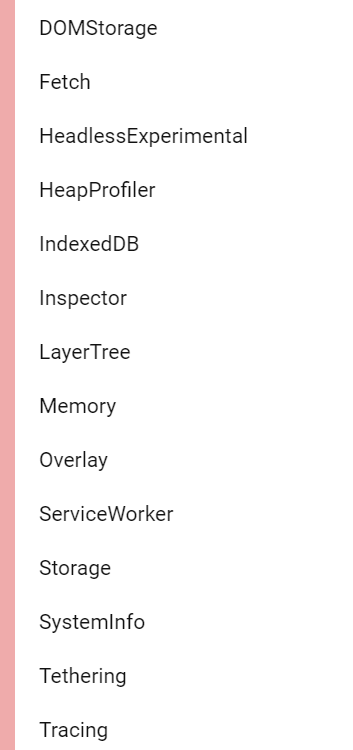 DOMStorage
Fetch
HeadlessExperimental
HeapProfiler
IndexedDB
Inspector
LayerTree
Memory
Overlay
ServiceWorker
Storage
SystemInfo
Tethering
Tracing